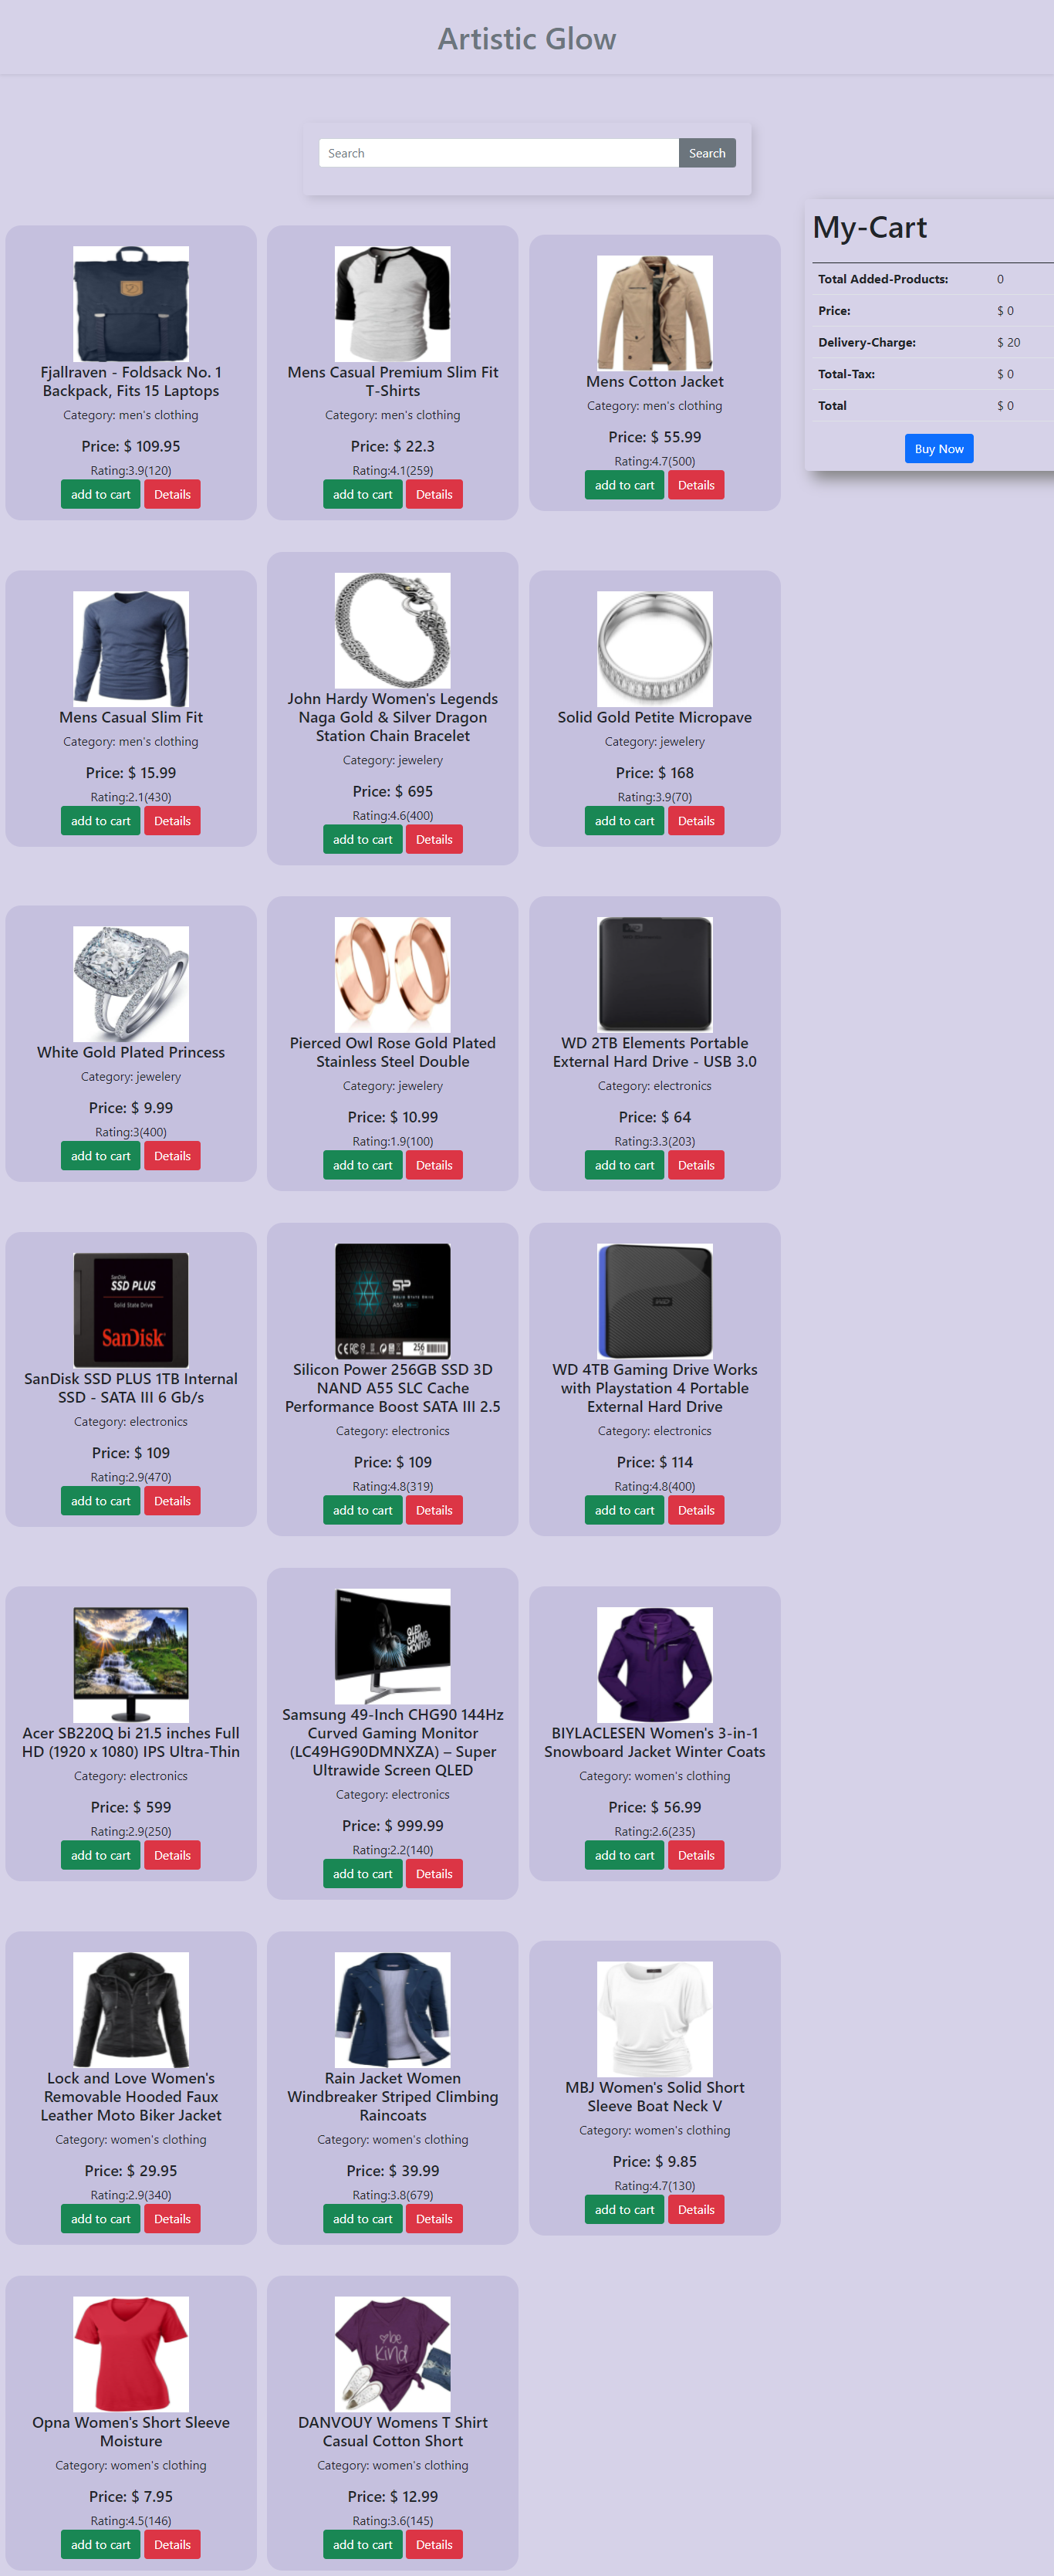 Artistic Glow
Search
Search
My-Cart
Total Added-Products: 0
Price: $ 0
Delivery-Charge: $ 20
Total-Tax: $ 0
Total $ 0
Buy Now
Fjallraven - Foldsack No. 1
Backpack, Fits 15 Laptops
Category: men's clothing
Price: $ 109.95
Rating:3.9(120)
add to cart Details
Mens Casual Premium Slim Fit
T-Shirts
Category: men's clothing
Price: $ 22.3
Rating:4.1(259)
add to cart Details
Mens Cotton Jacket
Category: men's clothing
Price: $ 55.99
Rating:4.7(500)
add to cart Details
Mens Casual Slim Fit
Category: men's clothing
Price: $ 15.99
Rating:2.1(430)
add to cart Details
John Hardy Women's Legends
Naga Gold & Silver Dragon
Station Chain Bracelet
Category: jewelery
Price: $ 695
Rating:4.6(400)
add to cart Details
Solid Gold Petite Micropave
Category: jewelery
Price: $ 168
Rating:3.9(70)
add to cart Details
White Gold Plated Princess
Category: jewelery
Price: $ 9.99
Rating:3(400)
add to cart Details
Pierced Owl Rose Gold Plated
Stainless Steel Double
Category: jewelery
Price: $ 10.99
Rating:1.9(100)
add to cart Details
WD 2TB Elements Portable
External Hard Drive - USB 3.0
Category: electronics
Price: $ 64
Rating:3.3(203)
add to cart Details
SanDisk
SSD PLUS
Solid State Drive
SanDisk
SanDisk SSD PLUS 1TB Internal
SSD - SATA III 6 Gb/s
Category: electronics
Price: $ 109
Rating:2.9(470)
add to cart Details
SP
Solid State Drive
A55
256
Silicon Power 256GB SSD 3D
NAND A55 SLC Cache
Performance Boost SATA III 2.5
Category: electronics
Price: $ 109
Rating:4.8(319)
add to cart Details
WD
WD 4TB Gaming Drive Works
with Playstation 4 Portable
External Hard Drive
Category: electronics
Price: $ 114
Rating:4.8(400)
add to cart Details
Acer SB220Q bi 21.5 inches Full
HD (1920 x 1080) IPS Ultra-Thin
Category: electronics
Price: $ 599
Rating:2.9(250)
add to cart Details
QLED
GAMING
MONITOR
Samsung 49-Inch CHG90 144Hz
Curved Gaming Monitor
(LC49HG90DMNXZA) – Super
Ultrawide Screen QLED
Category: electronics
Price: $ 999.99
Rating:2.2(140)
add to cart Details
BIYLACLESEN Women's 3-in-1
Snowboard Jacket Winter Coats
Category: women's clothing
Price: $ 56.99
Rating:2.6(235)
add to cart Details
Lock and Love Women's
Removable Hooded Faux
Leather Moto Biker Jacket
Category: women's clothing
Price: $ 29.95
Rating:2.9(340)
add to cart Details
Rain Jacket Women
Windbreaker Striped Climbing
Raincoats
Category: women's clothing
Price: $ 39.99
Rating:3.8(679)
add to cart Details
MBJ Women's Solid Short
Sleeve Boat Neck V
Category: women's clothing
Price: $ 9.85
Rating:4.7(130)
add to cart Details
Opna Women's Short Sleeve
Moisture
Category: women's clothing
Price: $ 7.95
Rating:4.5(146)
add to cart Details
be
kind
DANVOUY Womens T Shirt
Casual Cotton Short
Category: women's clothing
Price: $ 12.99
Rating:3.6(145)
add to cart Details